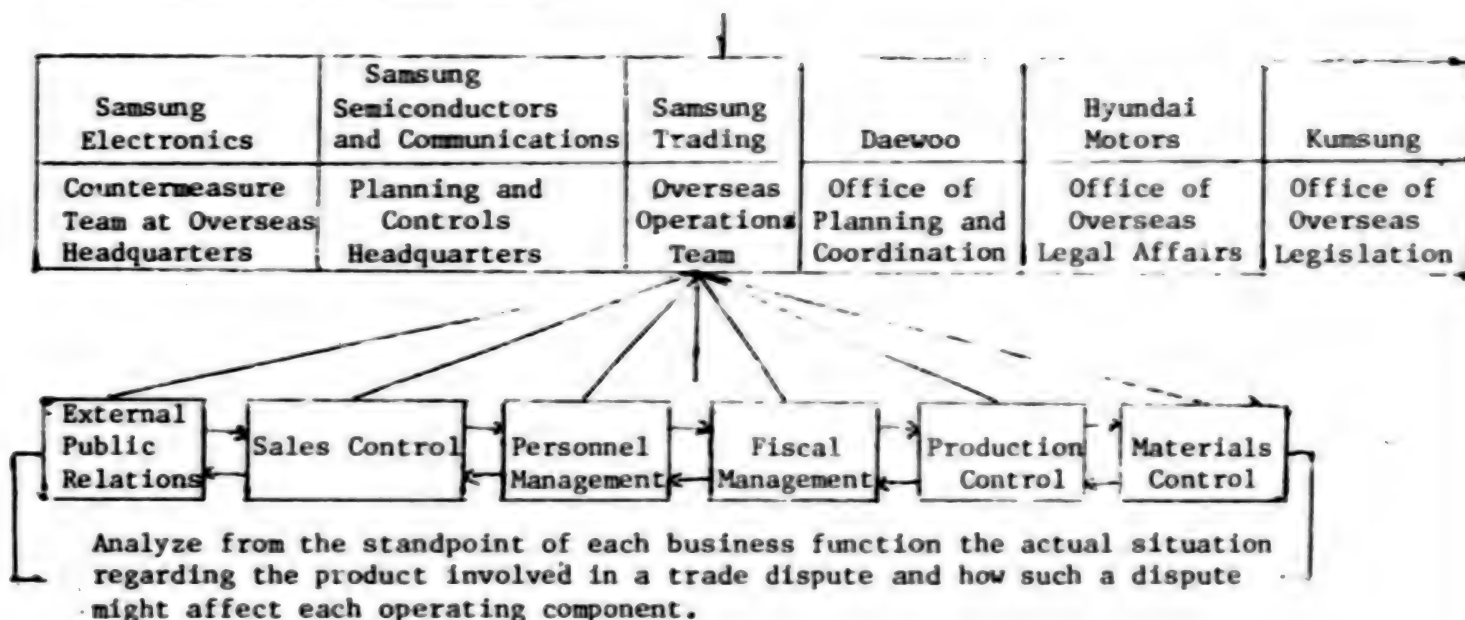 Samsung
Electronics
Samsung
Semiconductors
and Communications
Samsung
Trading
Daewoo
Hyundai
Motors
Kumsung
Countermeasure
Team at Overseas
Headquarters
Planning and
Controls
Headquarters
Overseas
Operations
Team
Office of
Planning and
Coordination
Office of
Overseas
Legal Affairs
Office of
Overseas
Legislation
External
Public
Relations
Sales Control
Personnel
Management
Fiscal
Management
Production
Control
Materials
Control
Analyze from the standpoint of each business function the actual situation
regarding the product involved in a trade dispute and how such a dispute
might affect each operating component.